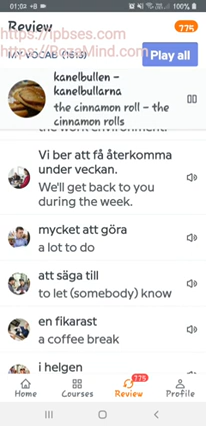 01:02
100%
https://lpbses.com
Review
775
https://BozaMind.com
MY VOCAB (1613)
Play all
kanelbullen –
kanelbullarna
the cinnamon roll – the
cinnamon rolls
the work environment.
Vi ber att få återkomma
under veckan.
We'll get back to you
during the week.
mycket att göra
a lot to do
att säga till
to let (somebody) know
en fikarast
a coffee break
i helgen
775
Home Courses Review Profile